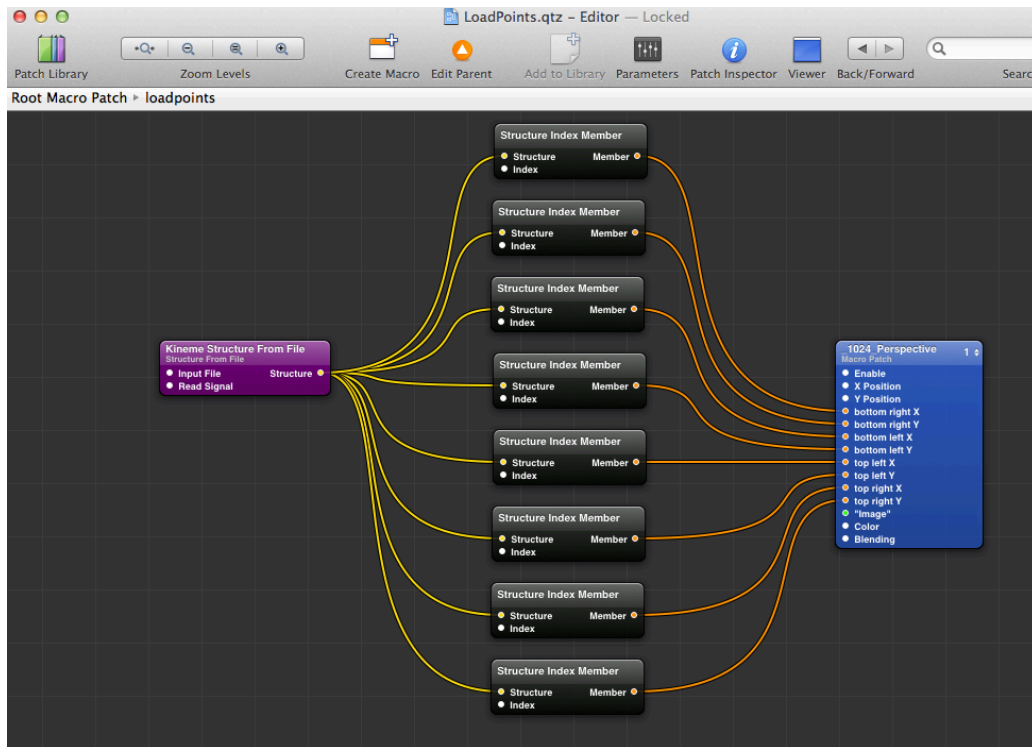 LoadPoints.qtz – Editor — Locked
Patch Library
Zoom Levels
Create Macro
Edit Parent
Add to Library
Parameters
Patch Inspector
Viewer
Back/Forward
Searc
Root Macro Patch
loadpoints
Kineme Structure From File
Structure From File
Input File Structure
Read Signal
Structure Index Member
Structure Member
Index
Structure Index Member
Structure Member
Index
Structure Index Member
Structure Member
Index
Structure Index Member
Structure Member
Index
Structure Index Member
Structure Member
Index
Structure Index Member
Structure Member
Index
Structure Index Member
Structure Member
Index
Structure Index Member
Structure Member
Index
_1024_Perspective 1
Macro Patch
Enable
X Position
Y Position
bottom right X
bottom right Y
bottom left X
bottom left Y
top left X
top left Y
top right X
top right Y
"Image"
Color
Blending